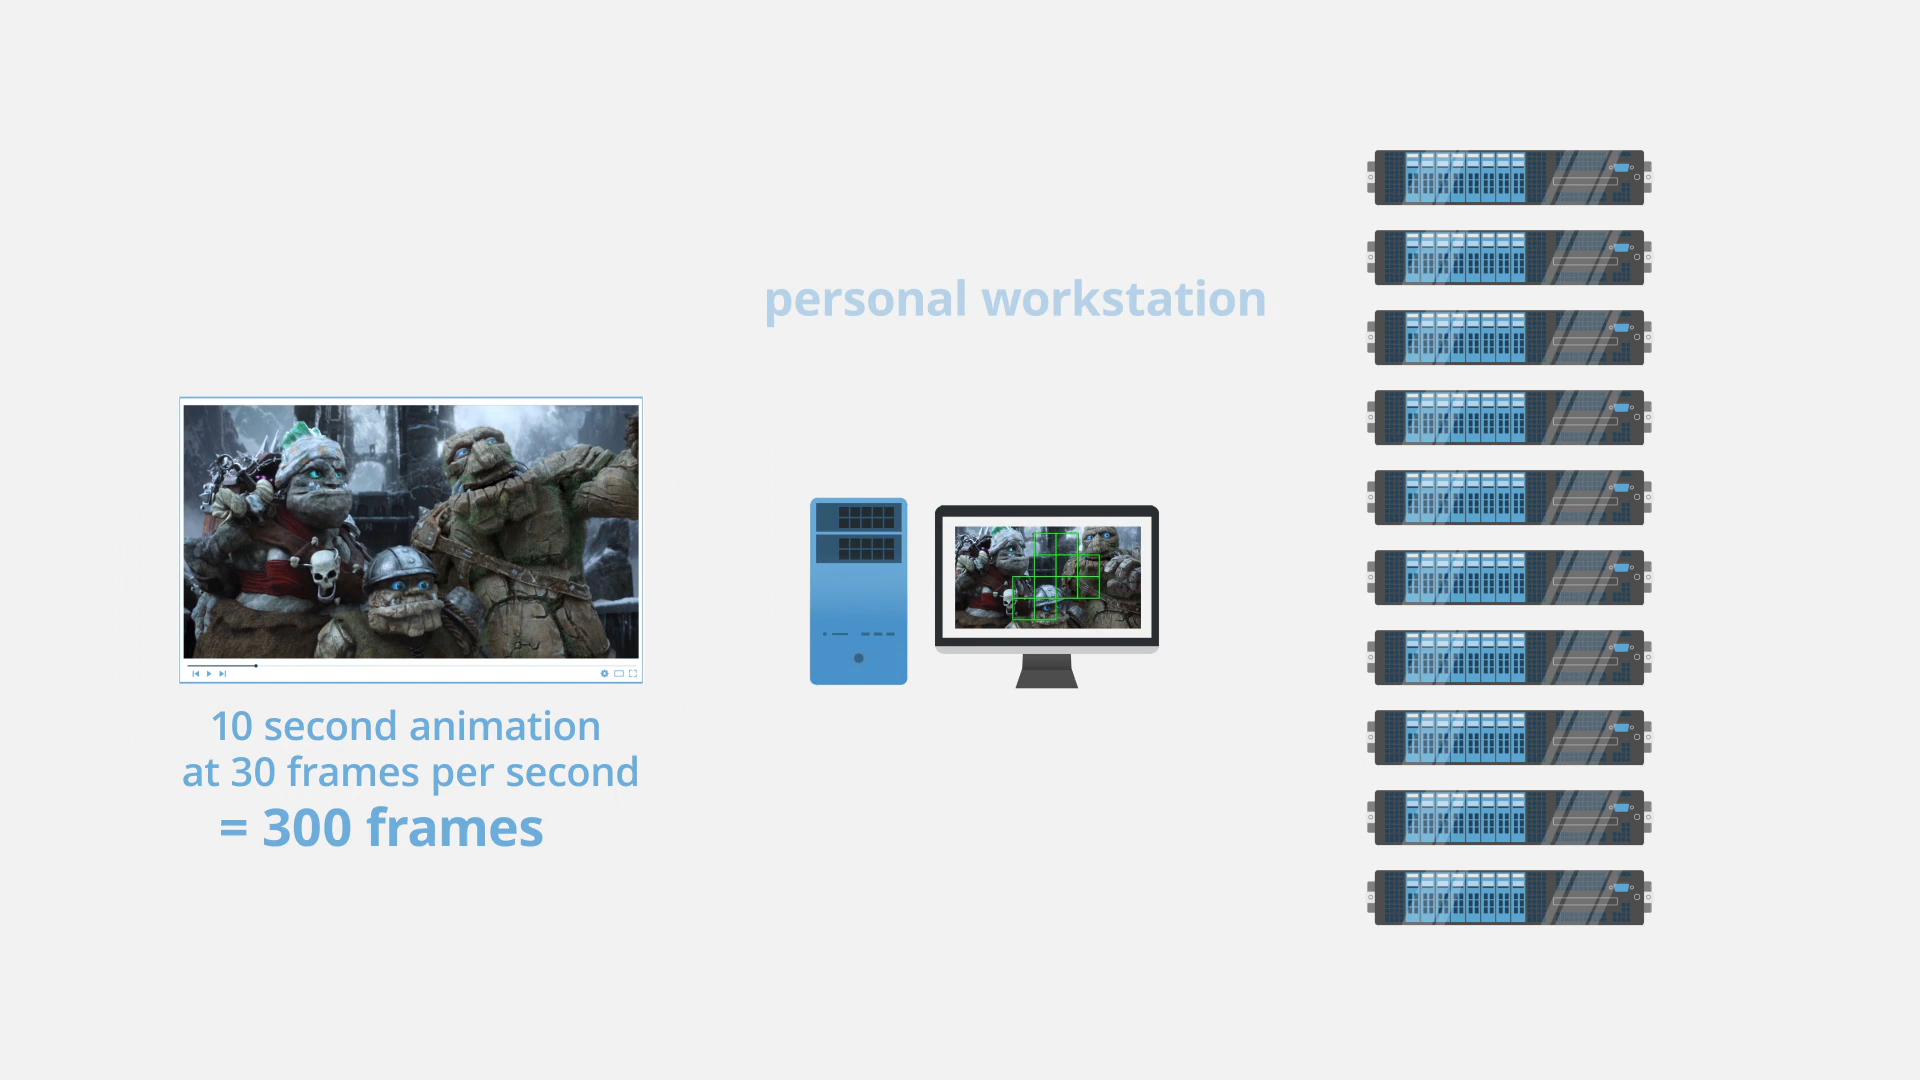 personal workstation
10 second animation
at 30 frames per second
= 300 frames